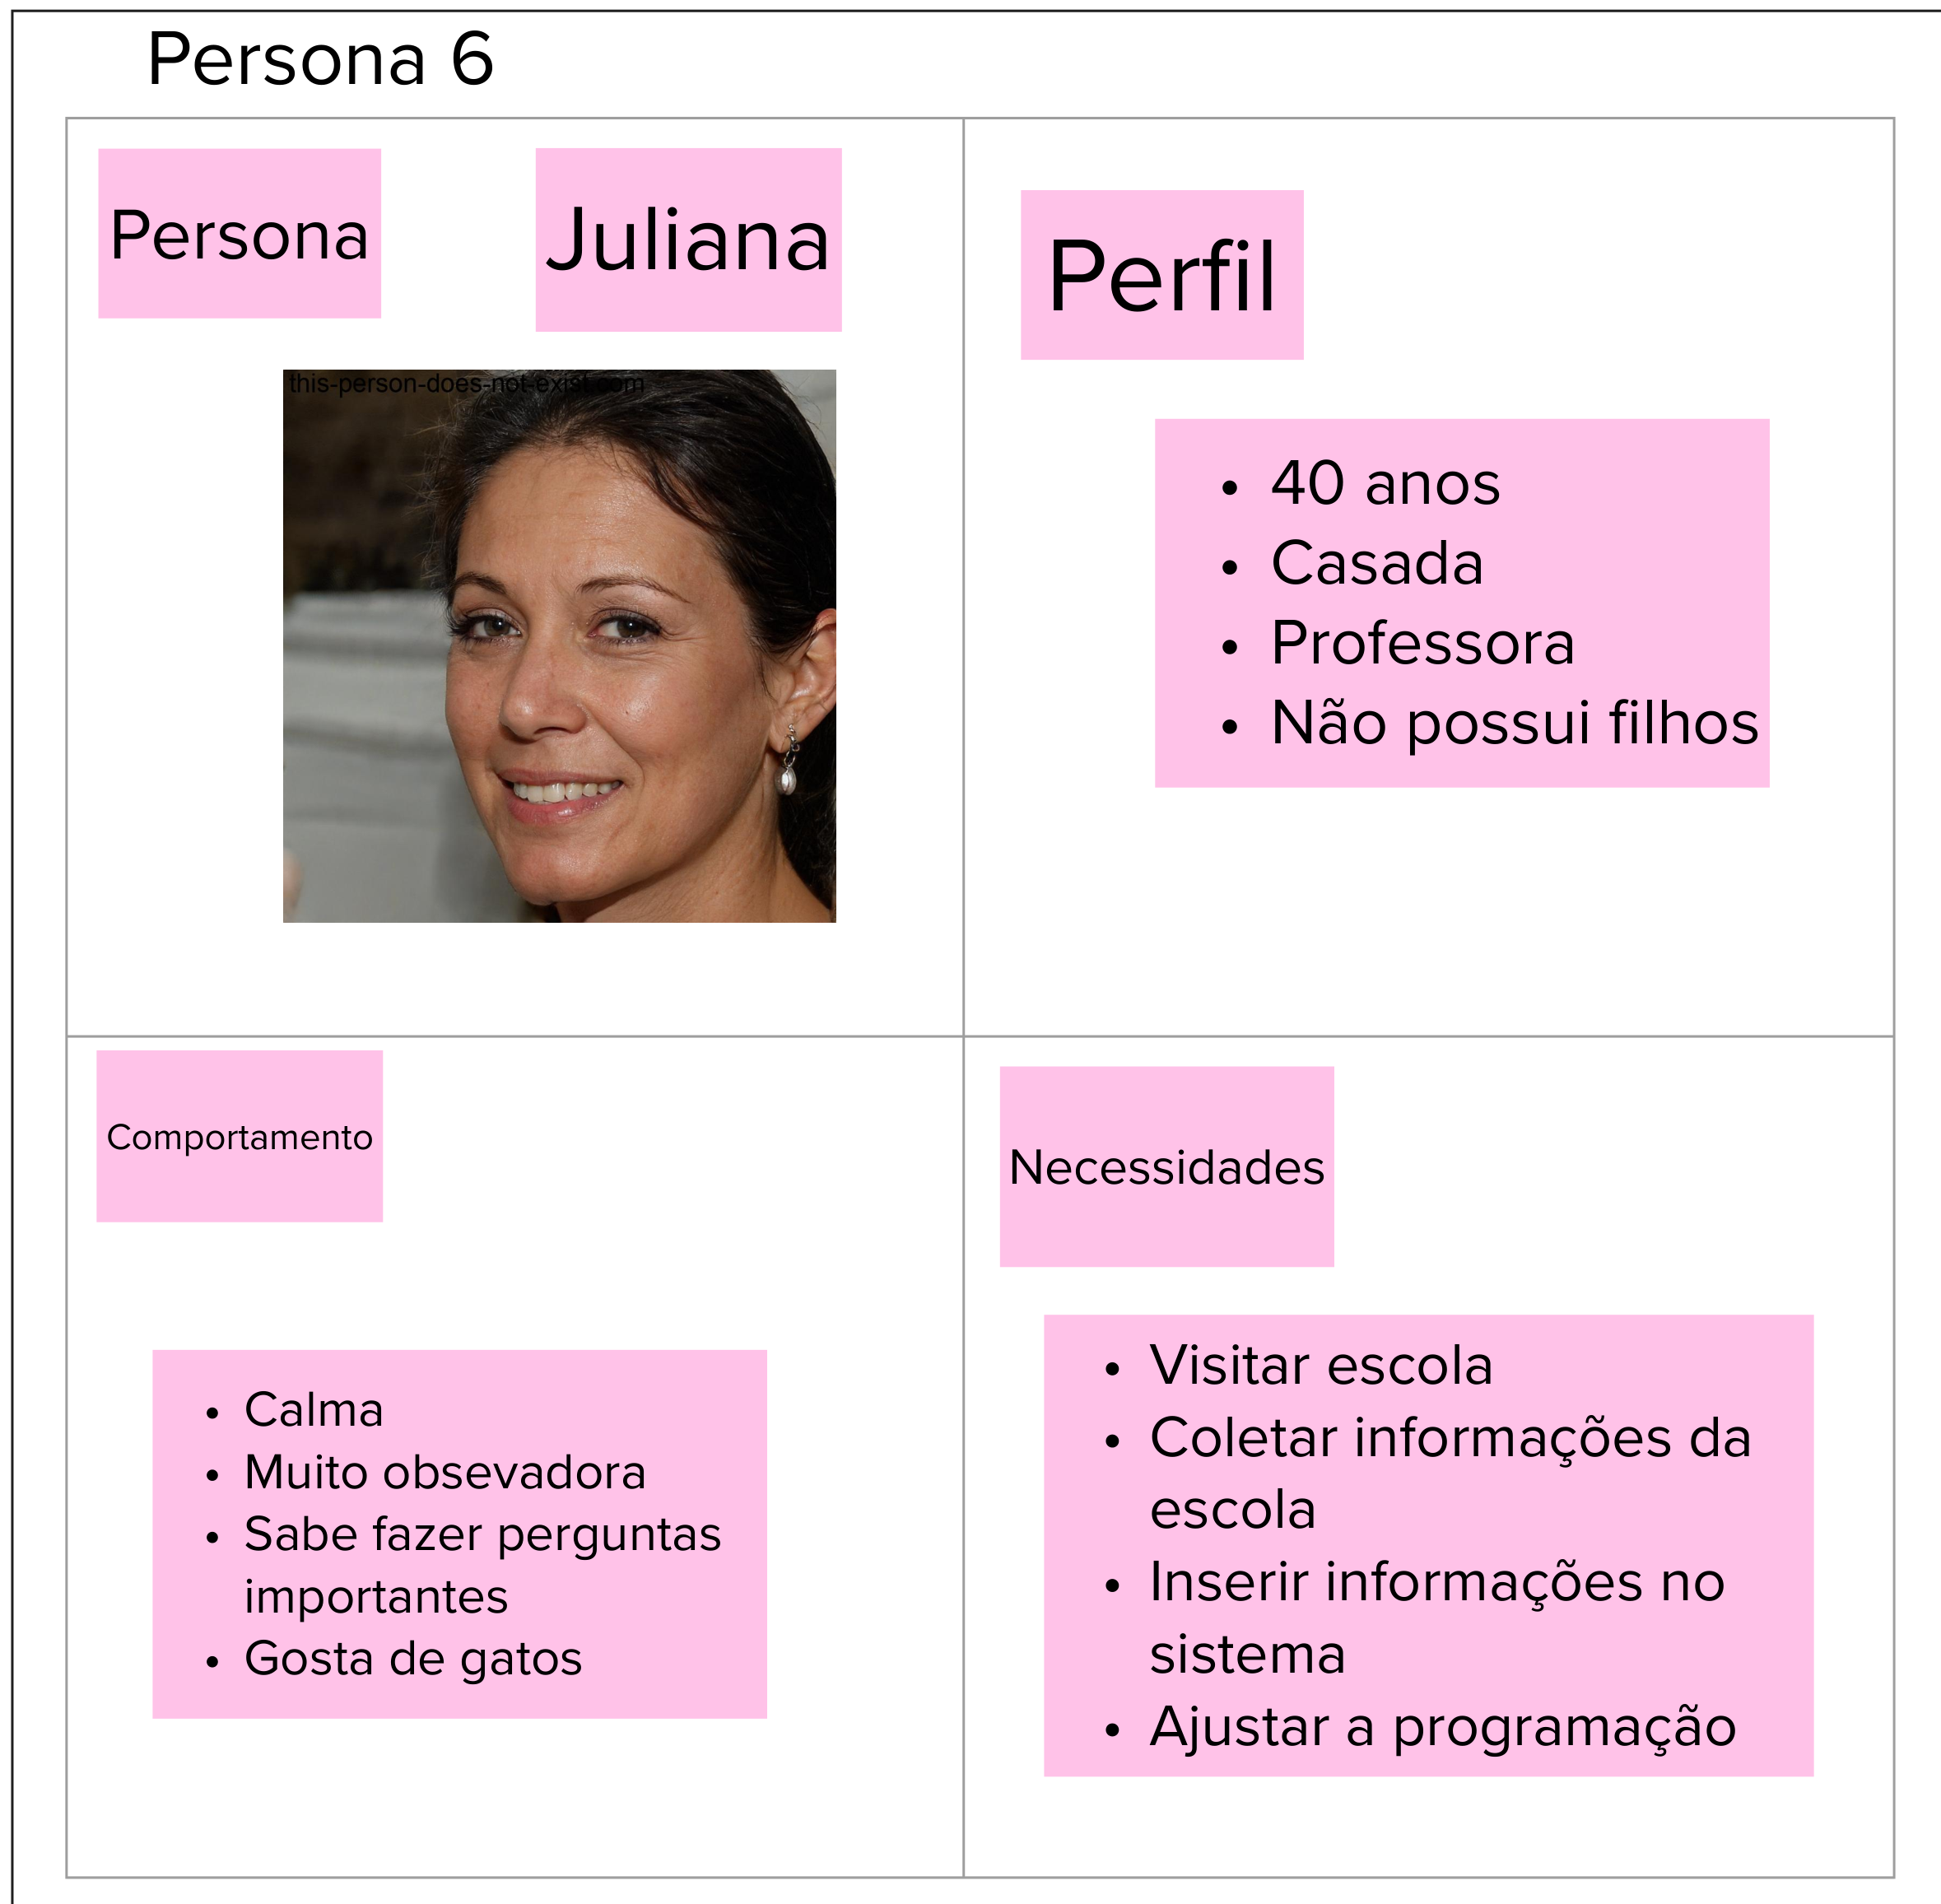 Persona 6
Persona
Juliana
this-person-does-not-exist.com
Perfil
• 40 anos
• Casada
• Professora
• Não possui filhos
Comportamento
• Calma
• Muito obsevadora
• Sabe fazer perguntas
importantes
• Gosta de gatos
Necessidades
• Visitar escola
• Coletar informações da
escola
• Inserir informações no
sistema
• Ajustar a programação